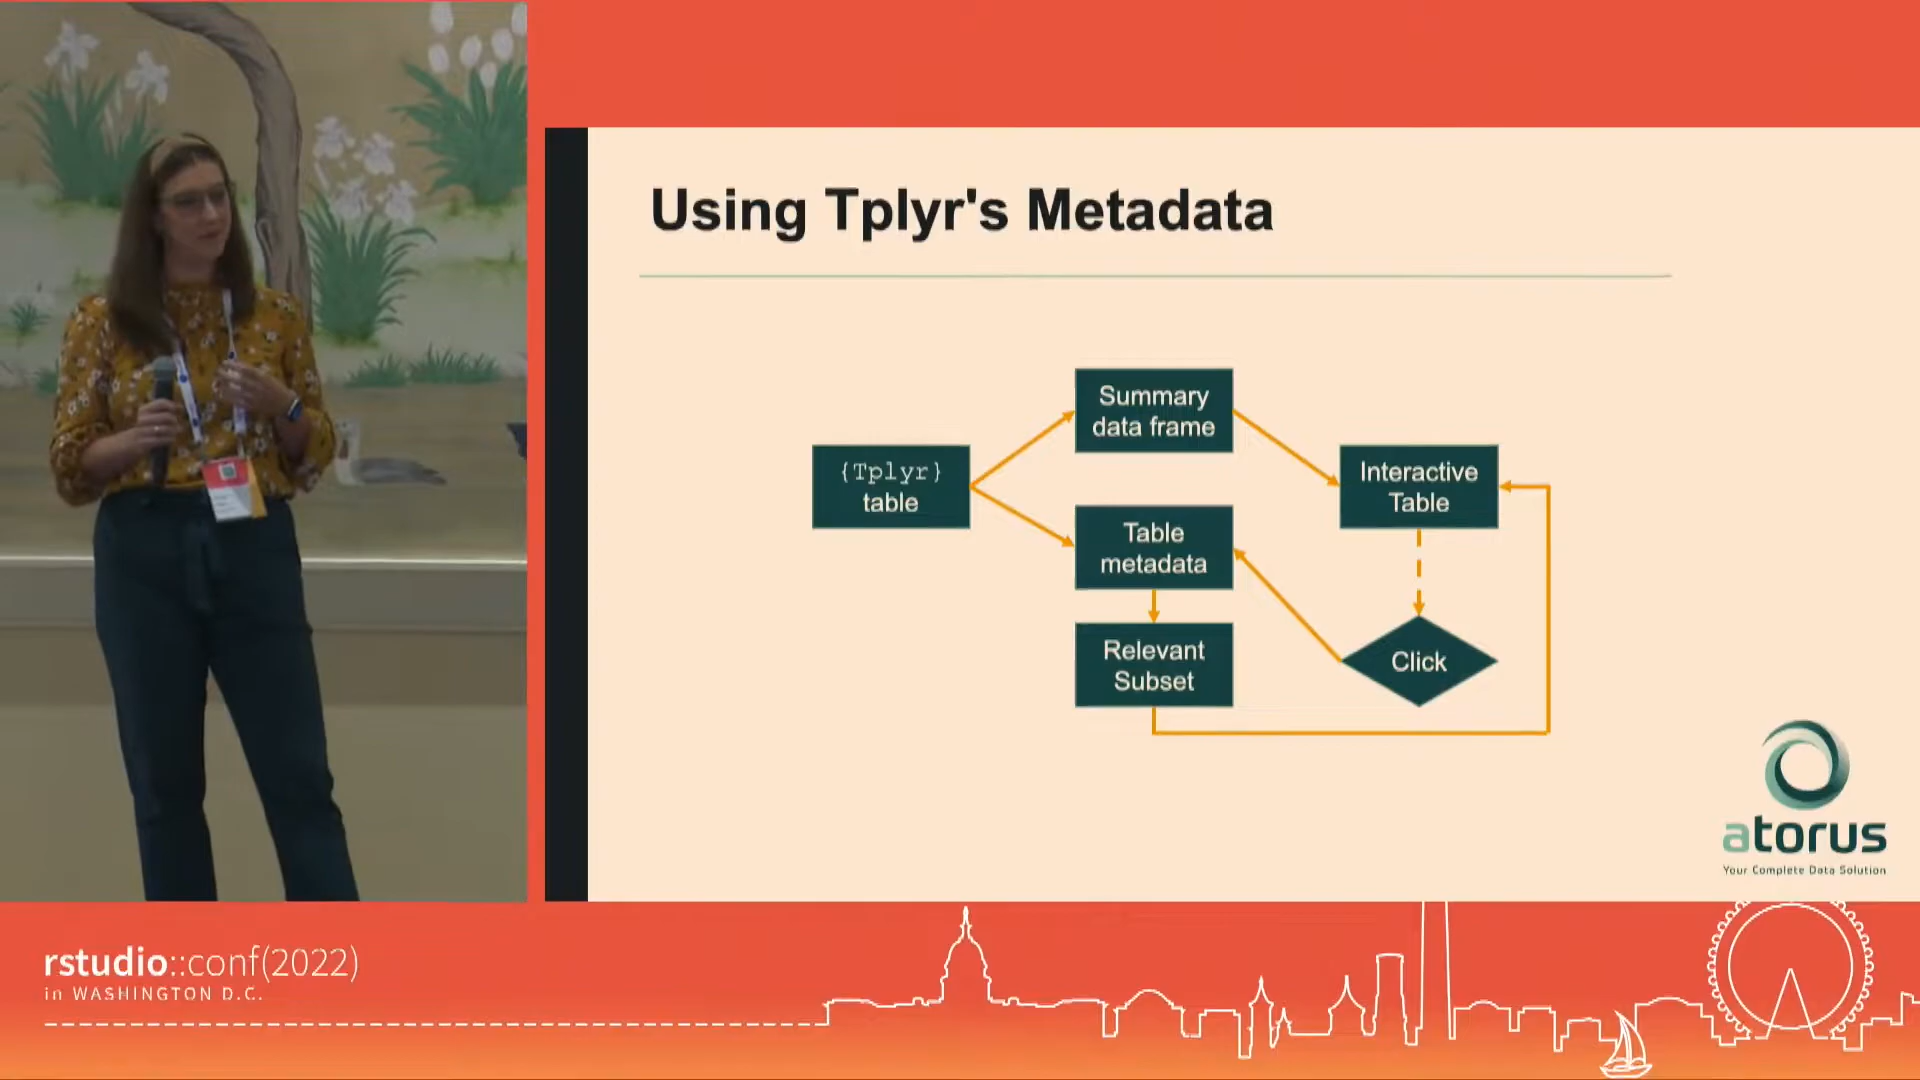 Using Tplyr's Metadata
{Tplyr}
table
Summary
data frame
Table
metadata
Relevant
Subset
Interactive
Table
Click
atorus
Your Complete Data Solution
rstudio::conf(2022)
in WASHINGTON D.C.